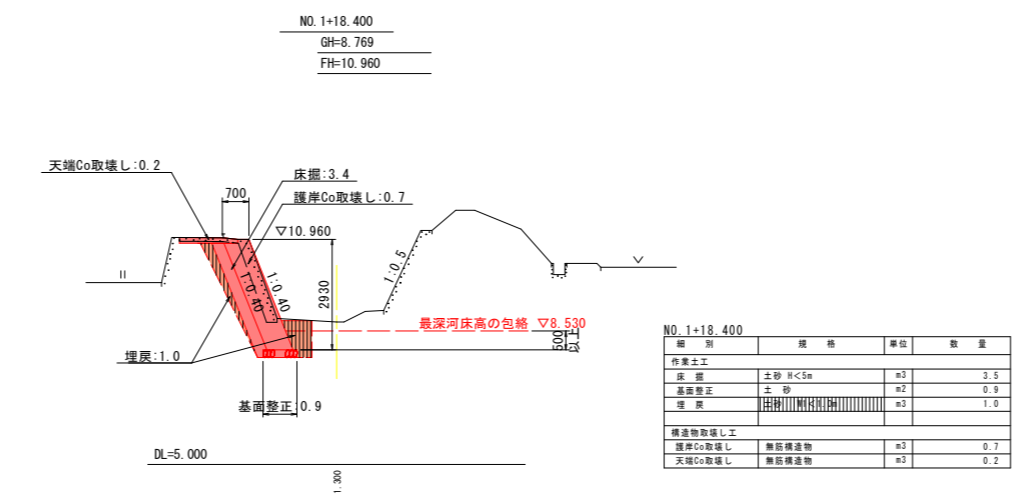 NO.1+18.400
GH=8.769
FH=10.960
天端Co取壊し:0.2
床掘:3.4
700
護岸Co取壊し:0.7
▽10.960
1:0.5
1:0.40
1:0.40
2930
最深河床高の包絡 ▽8.530
500
以上
埋戻:1.0
基面整正:0.9
DL=5.000
1.300
NO.1+18.400
細 別 規 格 単位 数 量
作業土工
床 掘 土砂 H<5m m3 3.5
基面整正 土 砂 m2 0.9
埋 戻 土砂 W1<1.0m m3 1.0
構造物取壊し工
護岸Co取壊し 無筋構造物 m3 0.7
天端Co取壊し 無筋構造物 m3 0.2